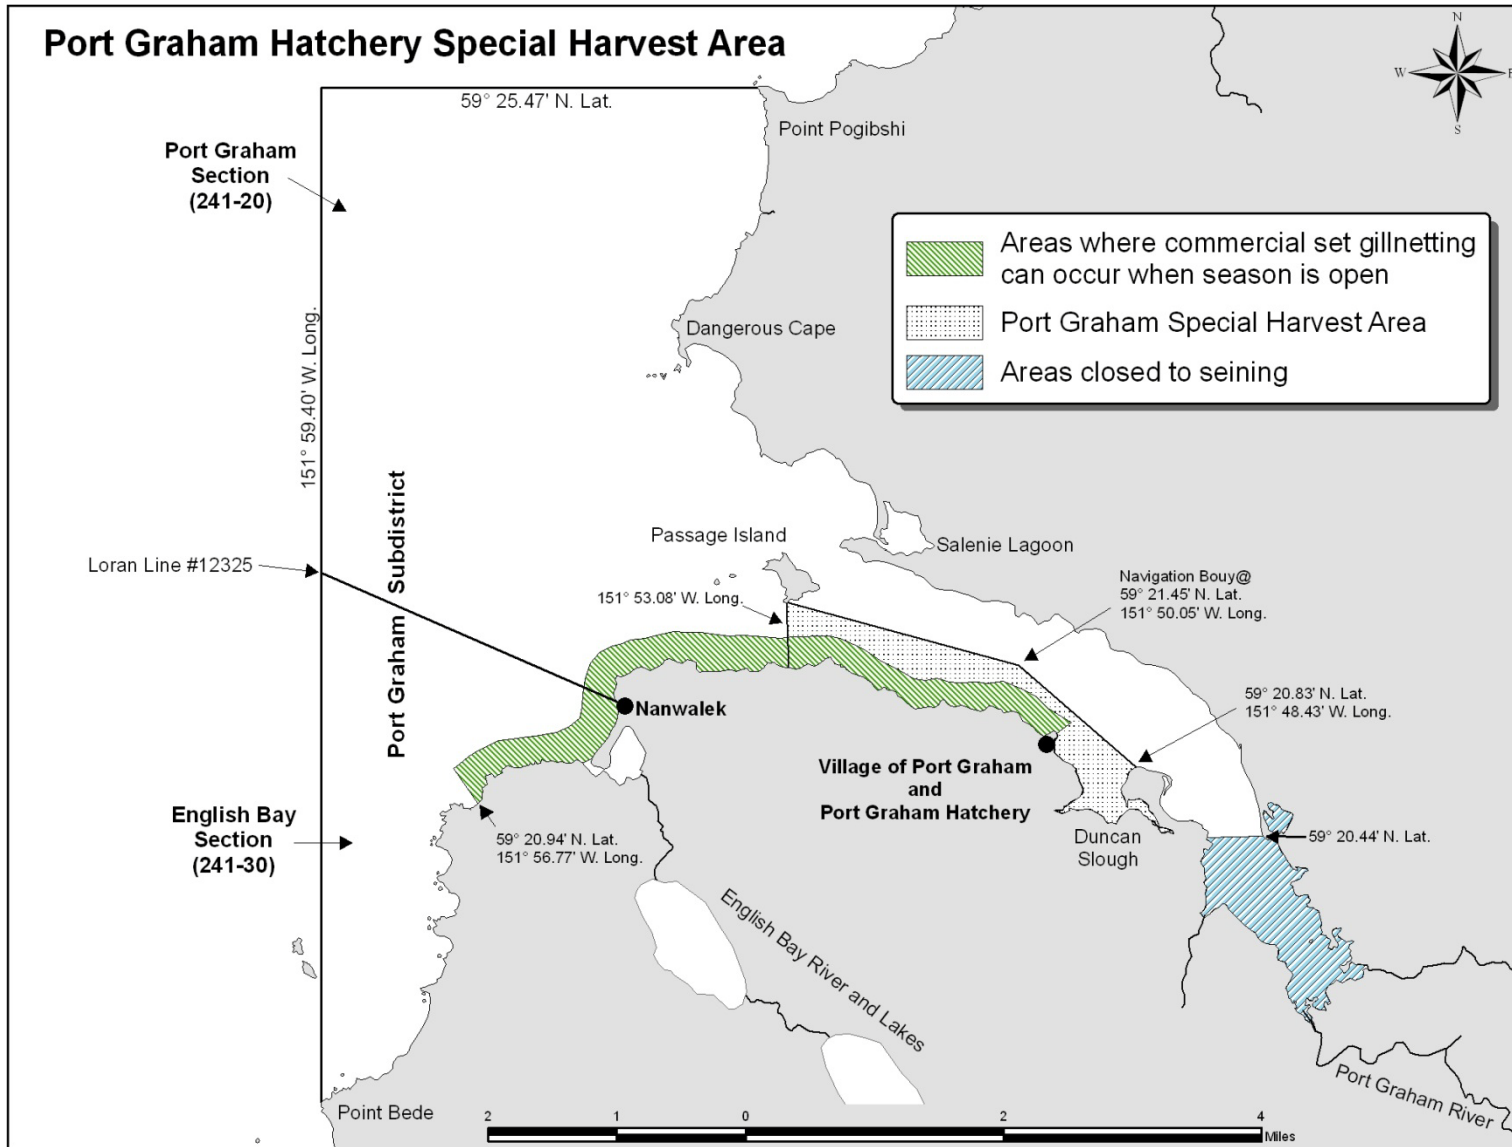 Port Graham Hatchery Special Harvest Area
N
W
E
S
59° 25.47' N. Lat.
Point Pogibshi
Port Graham
Section
(241-20)
Areas where commercial set gillnetting
can occur when season is open
Port Graham Special Harvest Area
Areas closed to seining
151° 59.40' W. Long.
Dangerous Cape
Port Graham Subdistrict
Passage Island
Salenie Lagoon
Loran Line #12325
151° 53.08' W. Long.
Navigation Bouy@
59° 21.45' N. Lat.
151° 50.05' W. Long.
Nanwalek
59° 20.83' N. Lat.
151° 48.43' W. Long.
Village of Port Graham
and
Port Graham Hatchery
English Bay
Section
(241-30)
59° 20.94' N. Lat.
151° 56.77' W. Long.
Duncan
Slough
59° 20.44' N. Lat.
English Bay River and Lakes
Port Graham River
Point Bede
2 1 0 2 4
Miles